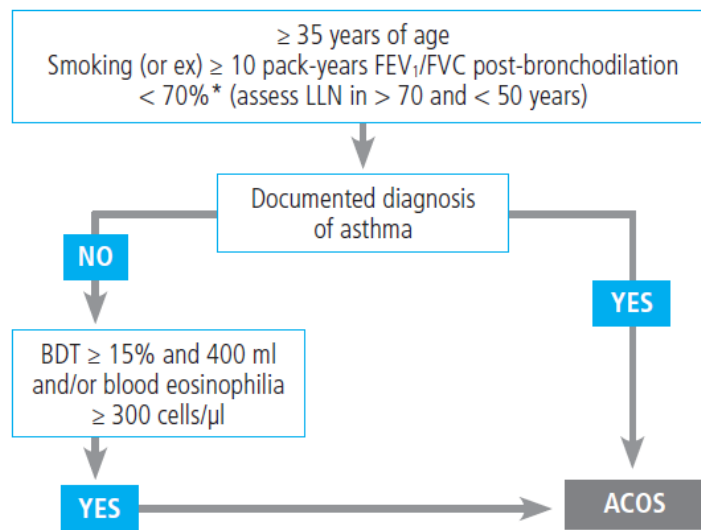 ≥ 35 years of age
Smoking (or ex) ≥ 10 pack-years FEV₁/FVC post-bronchodilation
< 70%* (assess LLN in > 70 and < 50 years)
Documented diagnosis
of asthma
NO
YES
BDT ≥ 15% and 400 ml
and/or blood eosinophilia
≥ 300 cells/µl
YES
ACOS